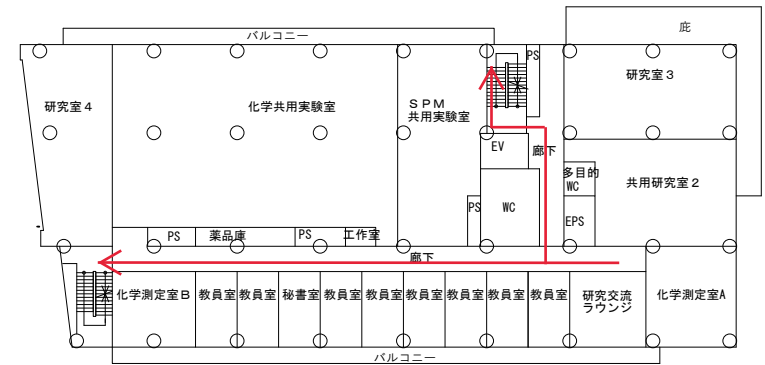 バルコニー
庇
PS
研究室3
研究室4
化学共用実験室
SPM
共用実験室
EV
廊下
多目的
WC
共用研究室2
PS
WC
EPS
PS
薬品庫
PS
工作室
廊下
化学測定室B
教員室
教員室
秘書室
教員室
教員室
教員室
教員室
教員室
教員室
研究交流
ラウンジ
化学測定室A
バルコニー